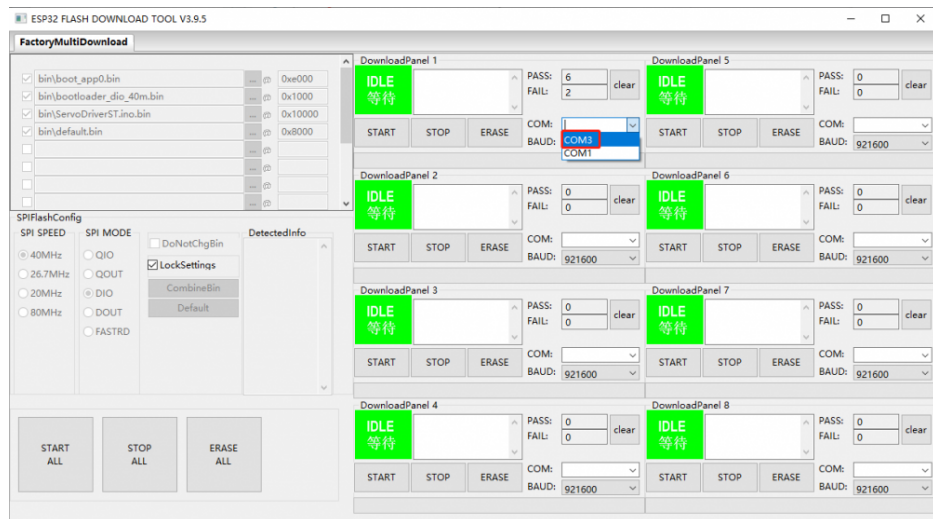 ESP32 FLASH DOWNLOAD TOOL V3.9.5
FactoryMultiDownload
bin\boot_app0.bin ... @ 0xe000
bin\bootloader_dio_40m.bin ... @ 0x1000
bin\ServoDriverST.ino.bin ... @ 0x10000
bin\default.bin ... @ 0x8000
... @
... @
... @
... @
SPIFlashConfig
SPI SPEED
40MHz
26.7MHz
20MHz
80MHz
SPI MODE
QIO
QOUT
DIO
DOUT
FASTRD
DoNotChgBin
LockSettings
CombineBin
Default
DetectedInfo
START ALL
STOP ALL
ERASE ALL
DownloadPanel 1
IDLE
等待
PASS: 6
FAIL: 2
clear
START STOP ERASE
COM:
BAUD:
COM3
COM1
DownloadPanel 2
IDLE
等待
PASS: 0
FAIL: 0
clear
START STOP ERASE
COM:
BAUD: 921600
DownloadPanel 3
IDLE
等待
PASS: 0
FAIL: 0
clear
START STOP ERASE
COM:
BAUD: 921600
DownloadPanel 4
IDLE
等待
PASS: 0
FAIL: 0
clear
START STOP ERASE
COM:
BAUD: 921600
DownloadPanel 5
IDLE
等待
PASS: 0
FAIL: 0
clear
START STOP ERASE
COM:
BAUD: 921600
DownloadPanel 6
IDLE
等待
PASS: 0
FAIL: 0
clear
START STOP ERASE
COM:
BAUD: 921600
DownloadPanel 7
IDLE
等待
PASS: 0
FAIL: 0
clear
START STOP ERASE
COM:
BAUD: 921600
DownloadPanel 8
IDLE
等待
PASS: 0
FAIL: 0
clear
START STOP ERASE
COM:
BAUD: 921600